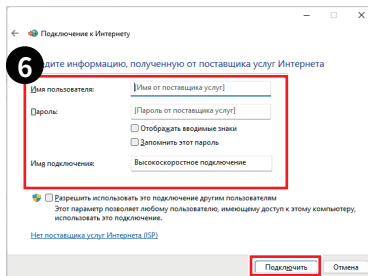 Подключение к Интернету
6
дите информацию, полученную от поставщика услуг Интернета
Имя пользователя: [Имя от поставщика услуг]
Пароль: [Пароль от поставщика услуг]
Отображать вводимые знаки
Запомнить этот пароль
Имя подключения: Высокоскоростное подключение
Разрешить использовать это подключение другим пользователям
Этот параметр позволяет любому пользователю, имеющему доступ к этому компьютеру,
использовать это подключение.
Нет поставщика услуг Интернета (ISP)
Подключить Отмена